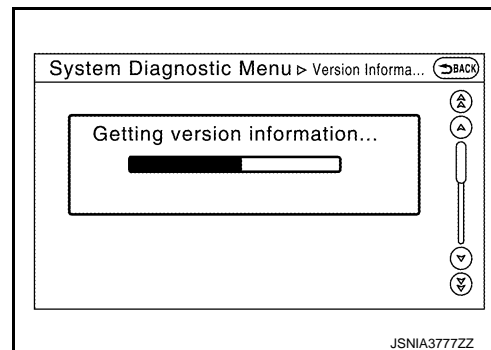 System Diagnostic Menu ▷ Version Informa... BACK
Getting version information...
JSNIA3777ZZ